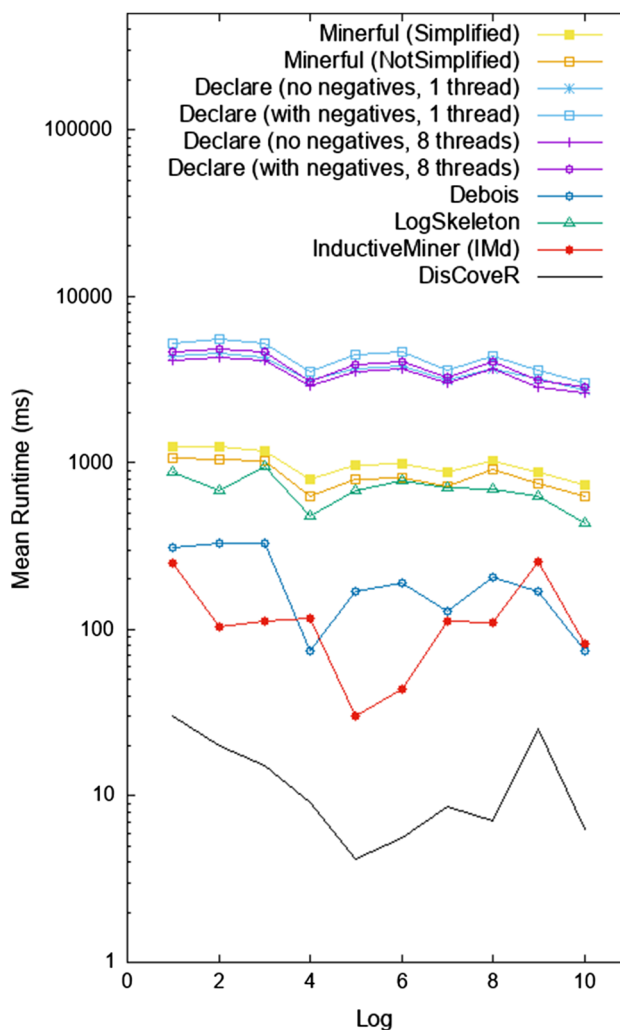 Minerful (Simplified)
Minerful (NotSimplified)
Declare (no negatives, 1 thread)
Declare (with negatives, 1 thread)
Declare (no negatives, 8 threads)
Declare (with negatives, 8 threads)
Debois
LogSkeleton
InductiveMiner (IMd)
DisCoveR
100000
10000
1000
100
10
1
Mean Runtime (ms)
0 2 4 6 8 10
Log